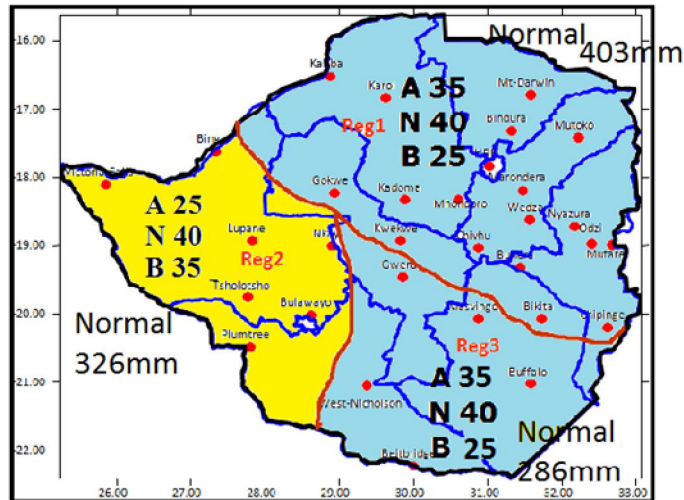 -16.00
Normal
403mm
Kariba
Karo
A 35
Mt-Darwin
-17.00
N 40
Bindura
Mutoko
Reg1
B 25
-18.00
Marondera
Gokwe
Kadome
Mhondoro
Wedza
Nyazura
A 25
Odzi
N 40
Lupane
Kwekwe
Chivhu
Mutare
-19.00
B 35
Reg2
Gweru
Tsholotsho
-20.00
Bulawayo
Masvingo
Bikita
Chipinge
Normal
Plumtree
326mm
Reg3
-21.00
A 35
Buffalo
West-Nicholson
N 40
Normal
-22.00
B 25
Beitbridge
286mm
26.00
27.00
28.00
29.00
30.00
31.00
32.00
33.00